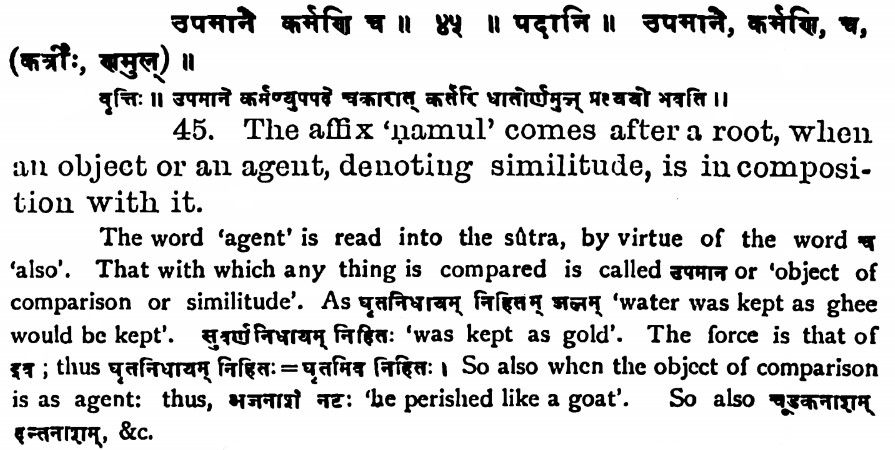 उपमाने कर्मणि च ॥ ४५ ॥ पदानि ॥ उपमाने, कर्मणि, च,
(कर्त्रोः, णमुल्) ॥
वृत्तिः ॥ उपमाने कर्मण्युपपदे चकारात् कर्तरि धातोर्णमुल् प्रत्ययो भवति ।।
45. The affix 'ṇamul' comes after a root, when
an object or an agent, denoting similitude, is in composi-
tion with it.
The word 'agent' is read into the sûtra, by virtue of the word च
'also'. That with which any thing is compared is called उपमान or 'object of
comparison or similitude'. As घृतनिधायम् निहितम् जलम् 'water was kept as ghee
would be kept'. सुवर्णनिधायम् निहितः 'was kept as gold'. The force is that of
इव ; thus घृतनिधायम् निहितः = घृतमिव निहितः । So also when the object of comparison
is as agent: thus, अजनाशं नष्टः 'he perished like a goat'. So also चूडकनाशम्
दन्तनाशम्, &c.